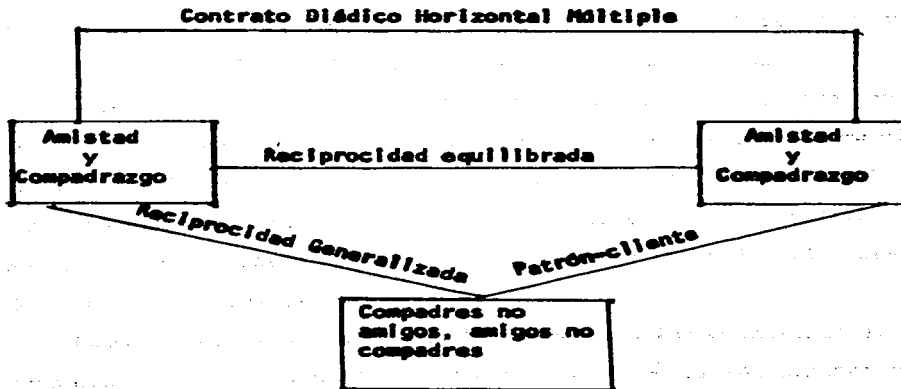 Contrato Diádico Horizontal Múltiple
Amistad
y
Compadrazgo
Reciprocidad equilibrada
Amistad
y
Compadrazgo
Reciprocidad Generalizada
Patrón-cliente
Compadres no
amigos, amigos no
compadres